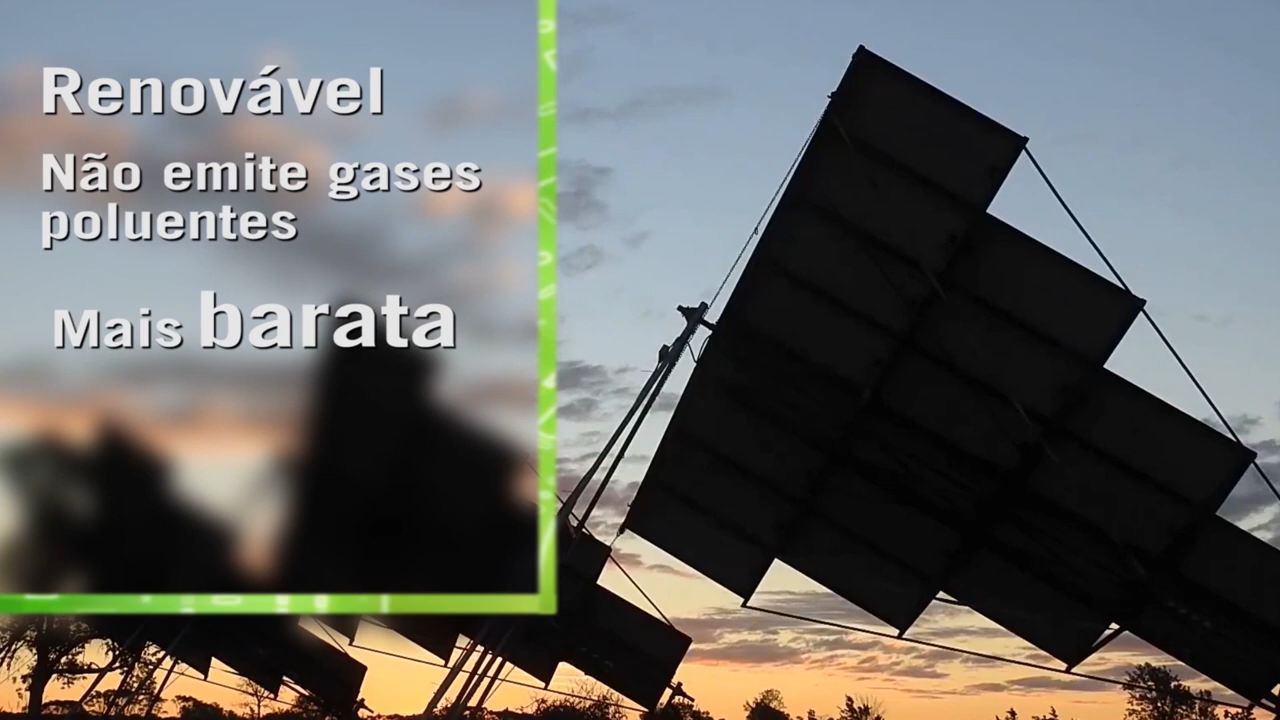 Renovável
Não emite gases
poluentes
Mais barata